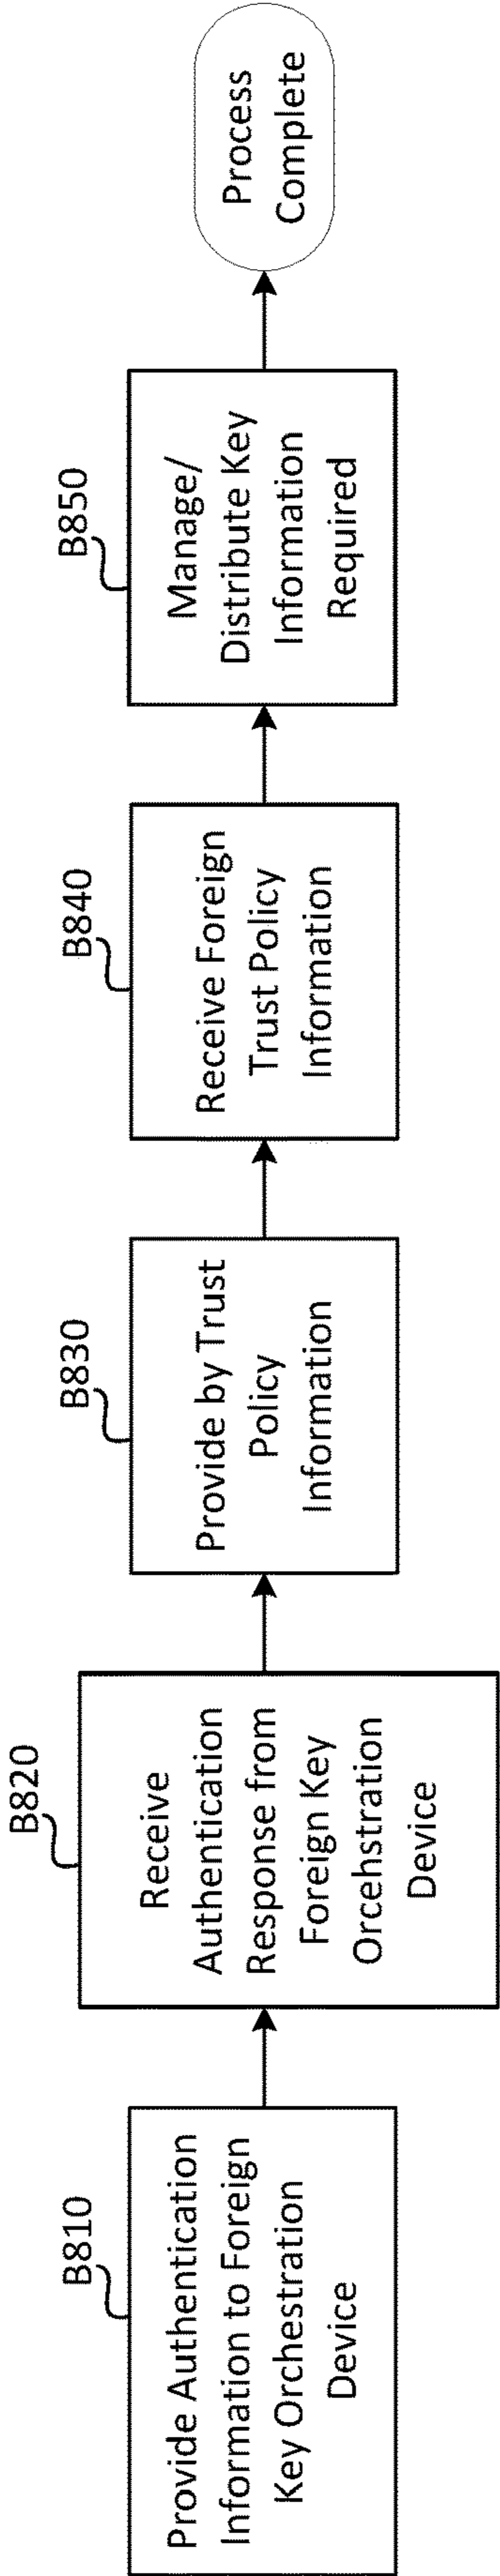 B810
Provide Authentication
Information to Foreign
Key Orchestration
Device
B820
Receive
Authentication
Response from
Foreign Key
Orcehstration
Device
B830
Provide by Trust
Policy
Information
B840
Receive Foreign
Trust Policy
Information
B850
Manage/
Distribute Key
Information
Required
Process
Complete